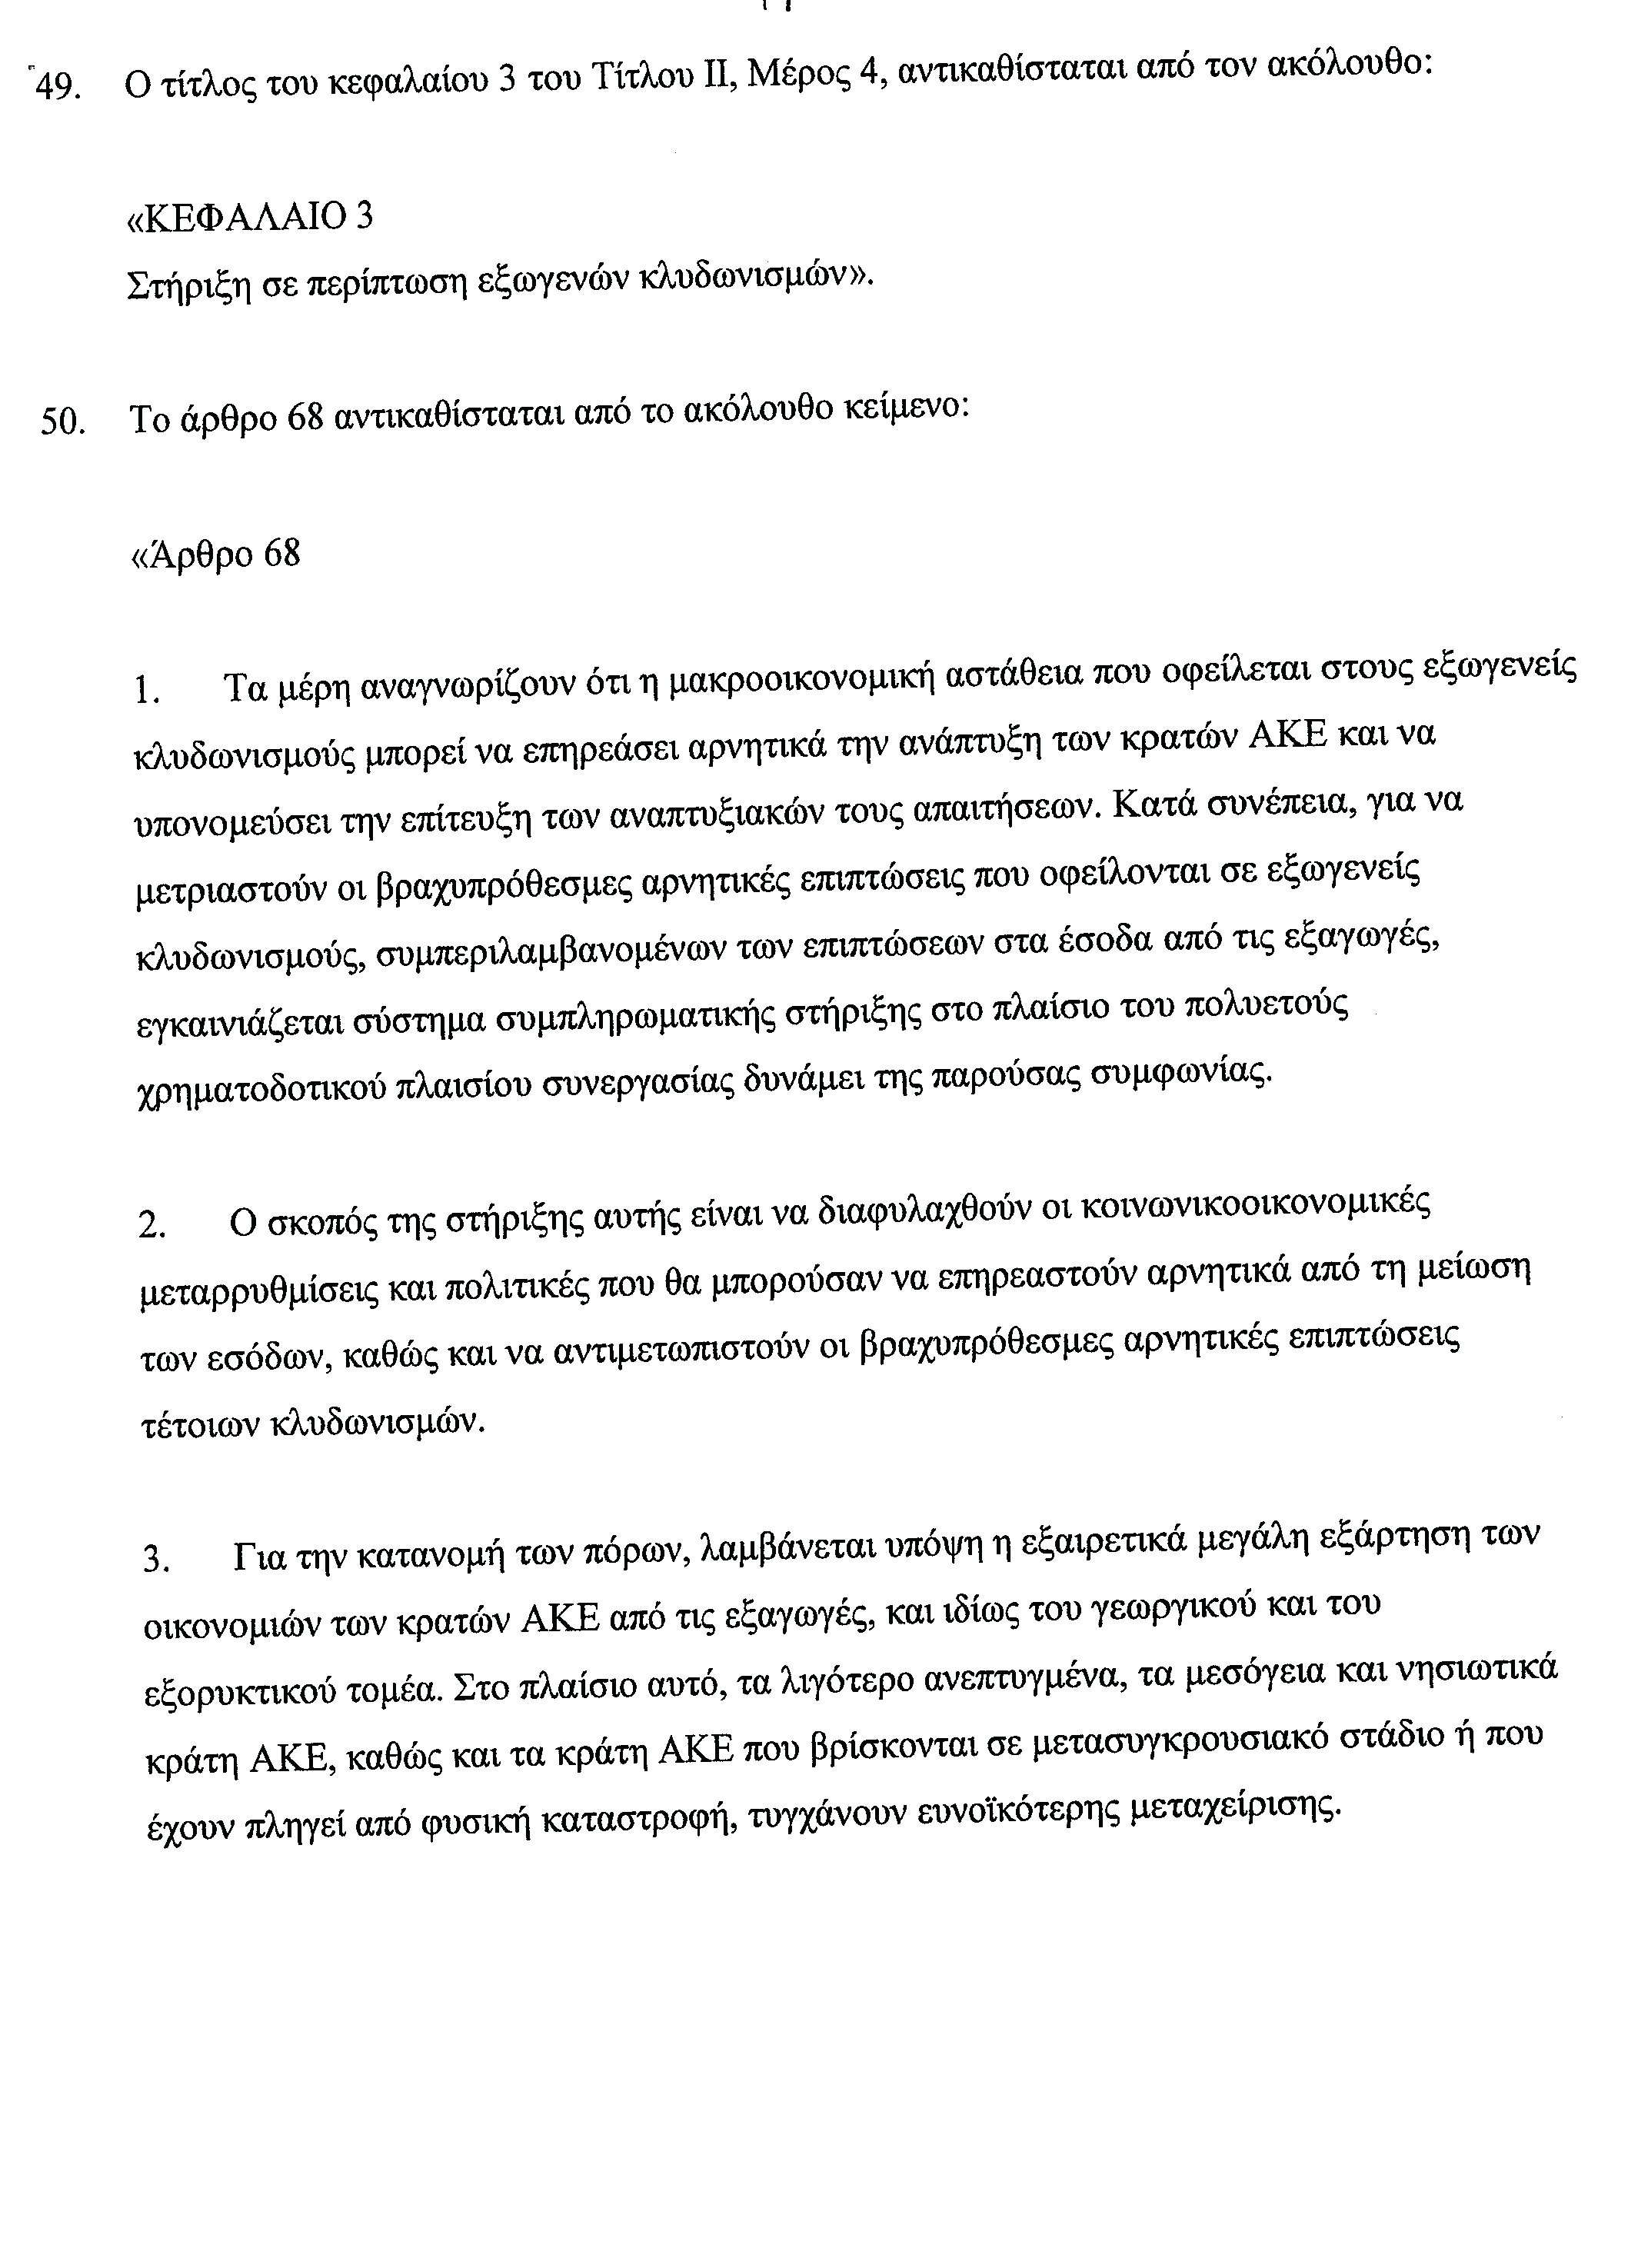 49. Ο τίτλος του κεφαλαίου 3 του Τίτλου ΙΙ, Μέρος 4, αντικαθίσταται από τον ακόλουθο:
«ΚΕΦΑΛΑΙΟ 3
Στήριξη σε περίπτωση εξωγενών κλυδωνισμών».
50. Το άρθρο 68 αντικαθίσταται από το ακόλουθο κείμενο:
«Άρθρο 68
1. Τα μέρη αναγνωρίζουν ότι η μακροοικονομική αστάθεια που οφείλεται στους εξωγενείς
κλυδωνισμούς μπορεί να επηρεάσει αρνητικά την ανάπτυξη των κρατών ΑΚΕ και να
υπονομεύσει την επίτευξη των αναπτυξιακών τους απαιτήσεων. Κατά συνέπεια, για να
μετριαστούν οι βραχυπρόθεσμες αρνητικές επιπτώσεις που οφείλονται σε εξωγενείς
κλυδωνισμούς, συμπεριλαμβανομένων των επιπτώσεων στα έσοδα από τις εξαγωγές,
εγκαινιάζεται σύστημα συμπληρωματικής στήριξης στο πλαίσιο του πολυετούς
χρηματοδοτικού πλαισίου συνεργασίας δυνάμει της παρούσας συμφωνίας.
2. Ο σκοπός της στήριξης αυτής είναι να διαφυλαχθούν οι κοινωνικοοικονομικές
μεταρρυθμίσεις και πολιτικές που θα μπορούσαν να επηρεαστούν αρνητικά από τη μείωση
των εσόδων, καθώς και να αντιμετωπιστούν οι βραχυπρόθεσμες αρνητικές επιπτώσεις
τέτοιων κλυδωνισμών.
3. Για την κατανομή των πόρων, λαμβάνεται υπόψη η εξαιρετικά μεγάλη εξάρτηση των
οικονομιών των κρατών ΑΚΕ από τις εξαγωγές, και ιδίως του γεωργικού και του
εξορυκτικού τομέα. Στο πλαίσιο αυτό, τα λιγότερο ανεπτυγμένα, τα μεσόγεια και νησιωτικά
κράτη ΑΚΕ, καθώς και τα κράτη ΑΚΕ που βρίσκονται σε μετασυγκρουσιακό στάδιο ή που
έχουν πληγεί από φυσική καταστροφή, τυγχάνουν ευνοϊκότερης μεταχείρισης.